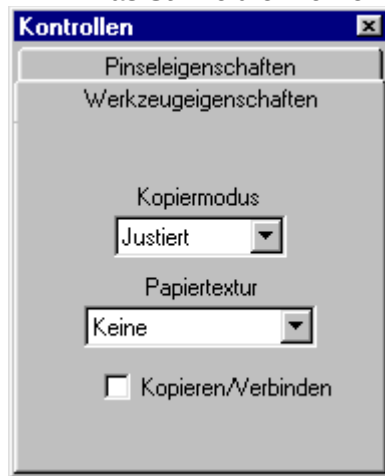 Kontrollen
Pinseleigenschaften
Werkzeugeigenschaften
Kopiermodus
Justiert
Papiertextur
Keine
Kopieren/Verbinden